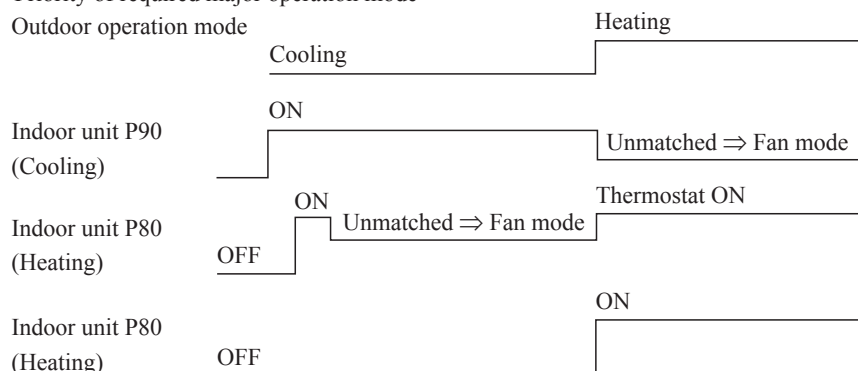 Priority of required major operation mode
Outdoor operation mode
Heating
Cooling
ON
Indoor unit P90
(Cooling)
Unmatched ⇒ Fan mode
Thermostat ON
ON
Indoor unit P80
(Heating)
Unmatched ⇒ Fan mode
OFF
ON
Indoor unit P80
(Heating)
OFF